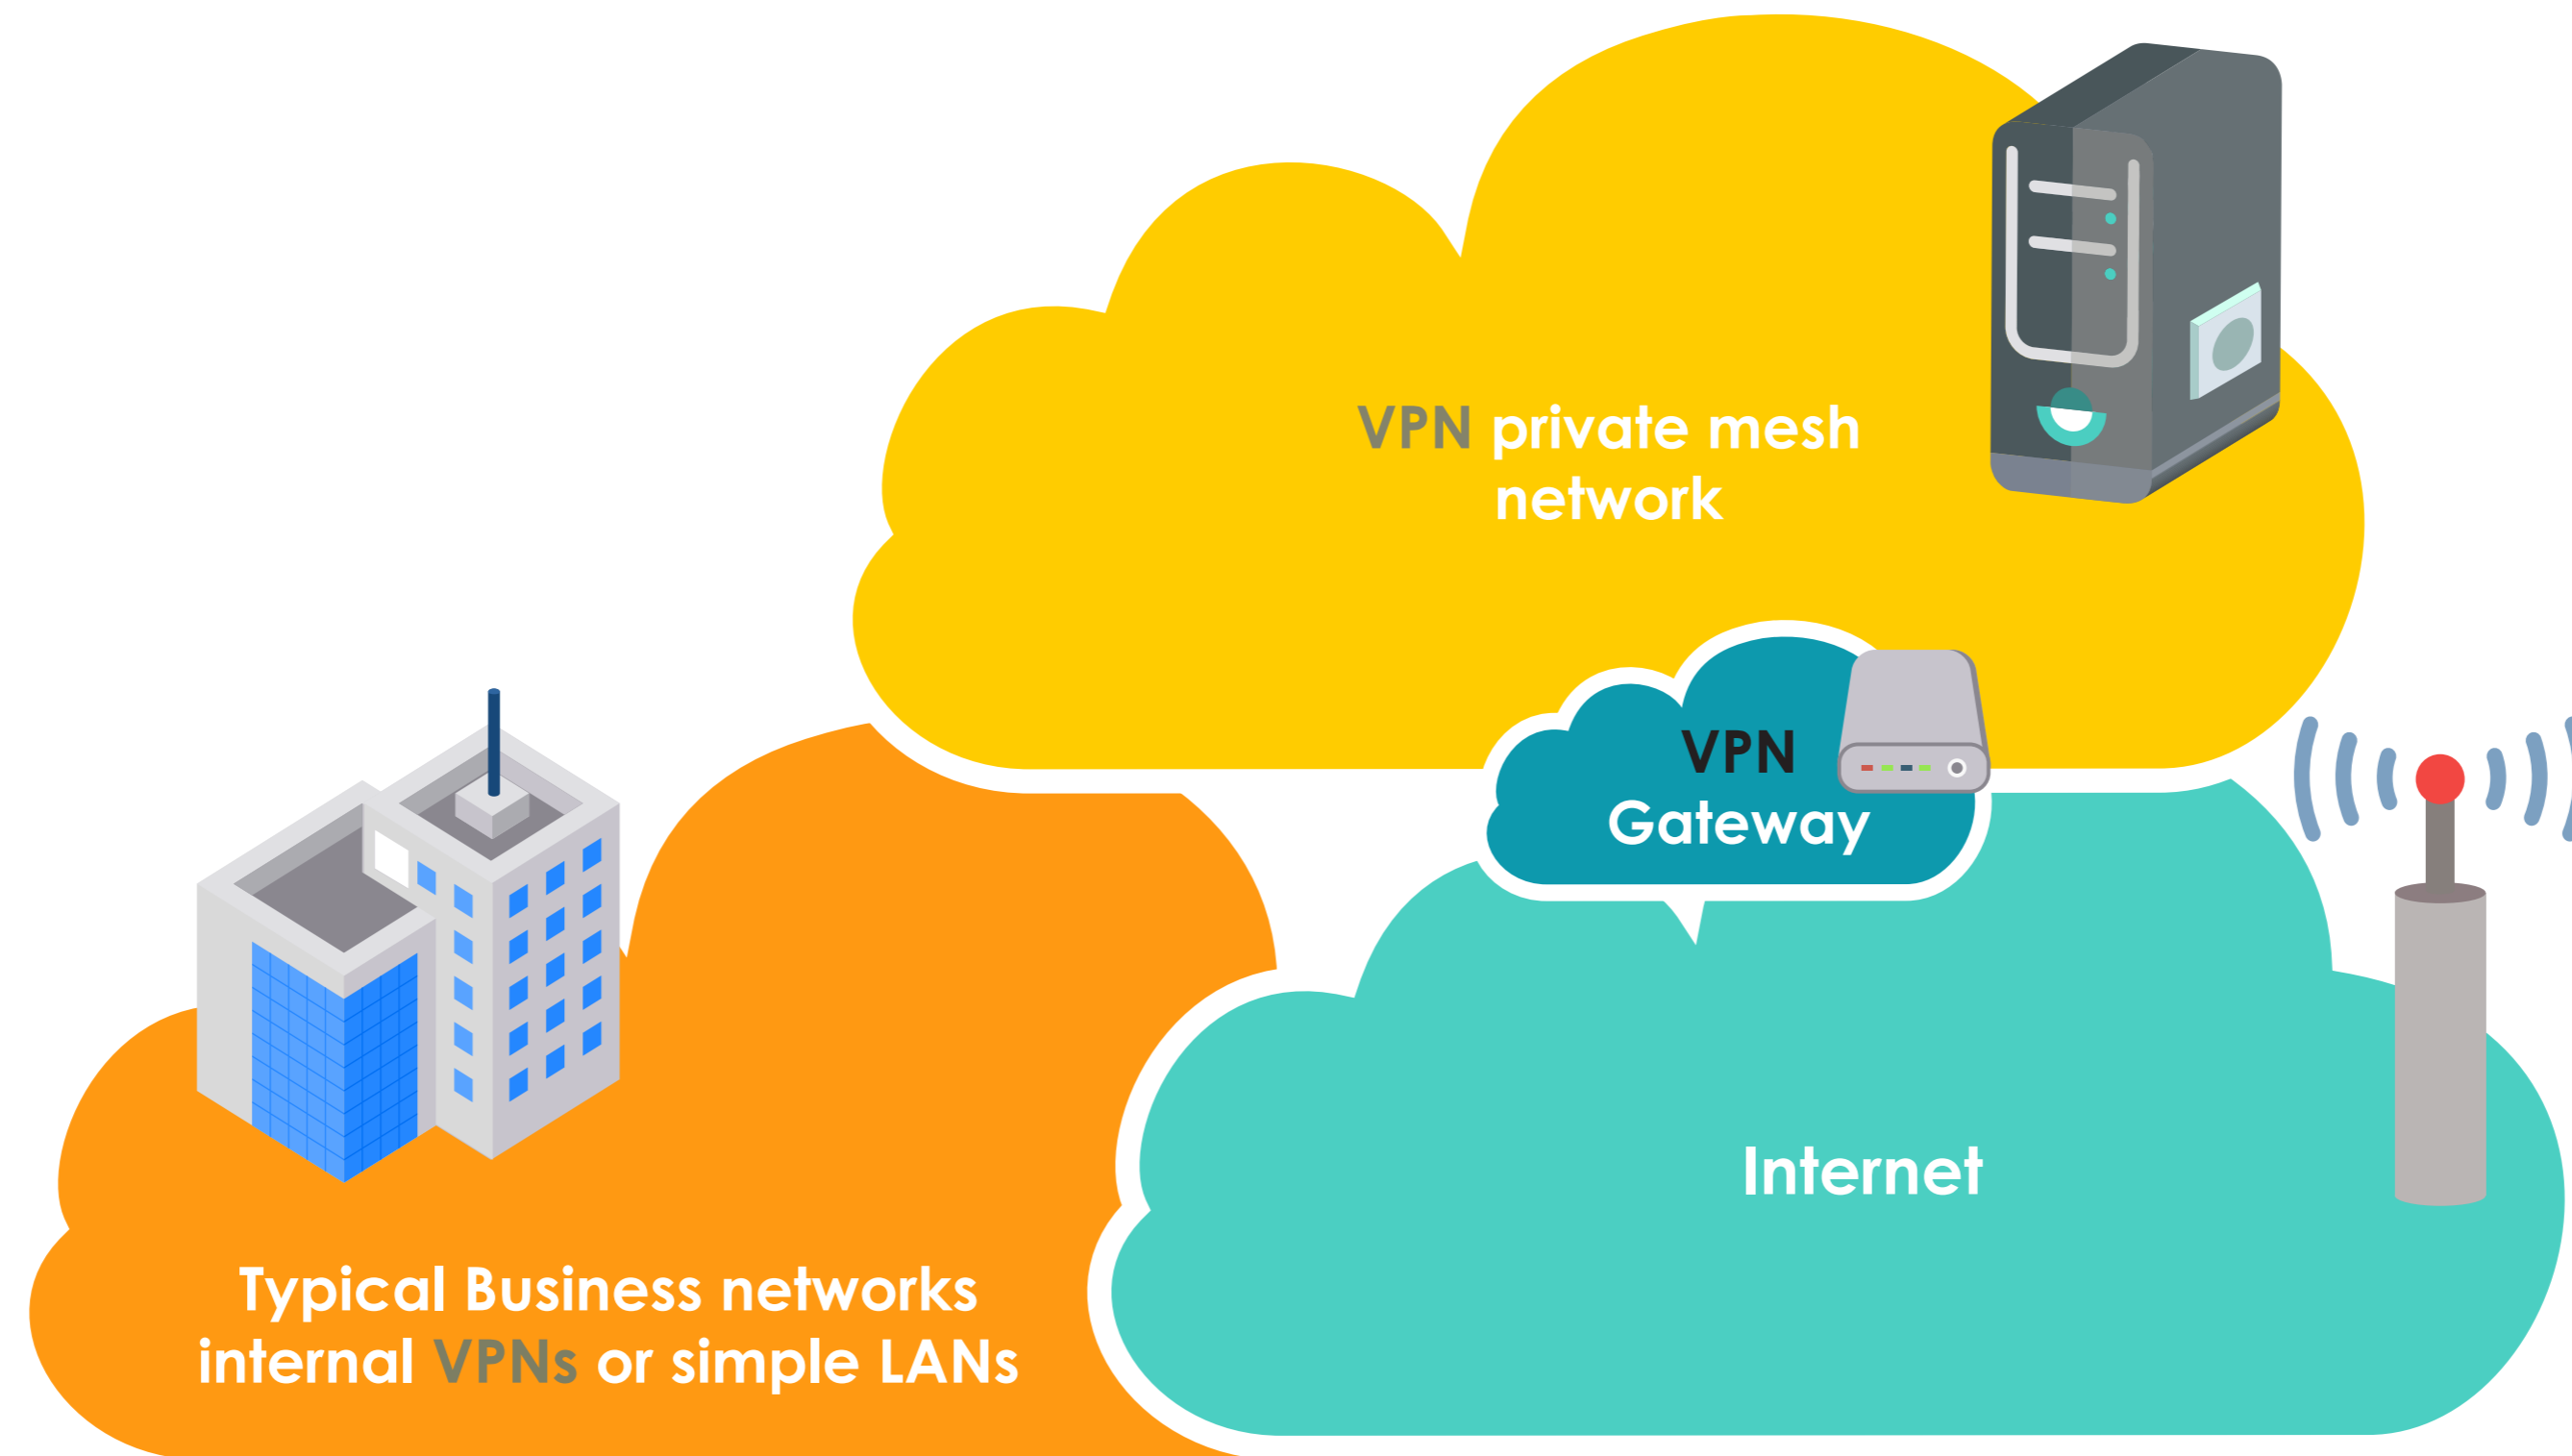 VPN private mesh
network
VPN
Gateway
Internet
Typical Business networks
internal VPNs or simple LANs